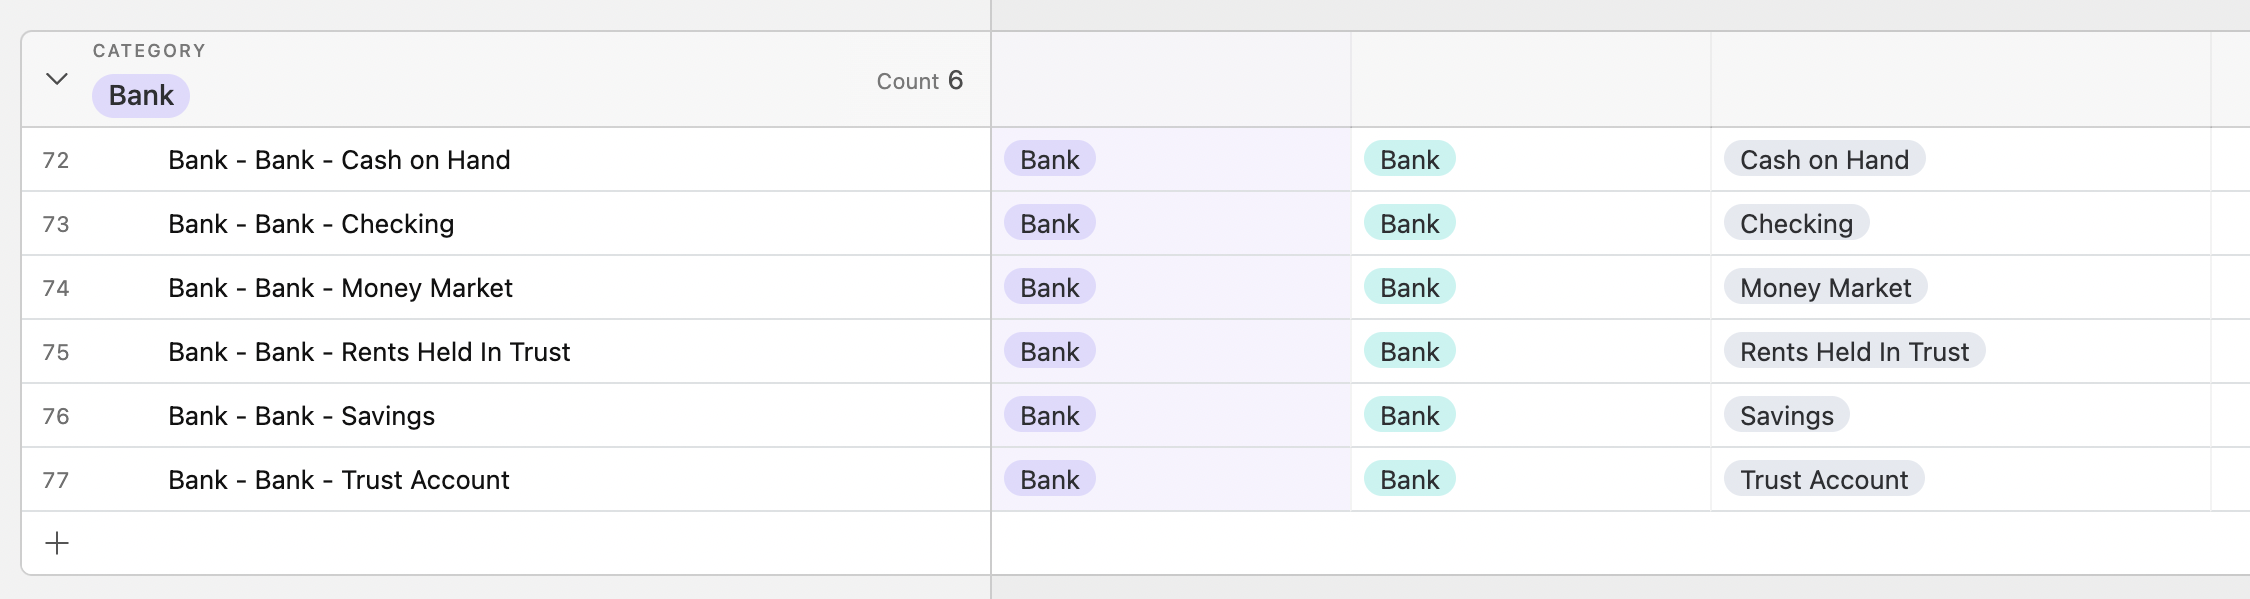 CATEGORY
Bank
Count 6
72 Bank - Bank - Cash on Hand Bank Bank Cash on Hand
73 Bank - Bank - Checking Bank Bank Checking
74 Bank - Bank - Money Market Bank Bank Money Market
75 Bank - Bank - Rents Held In Trust Bank Bank Rents Held In Trust
76 Bank - Bank - Savings Bank Bank Savings
77 Bank - Bank - Trust Account Bank Bank Trust Account